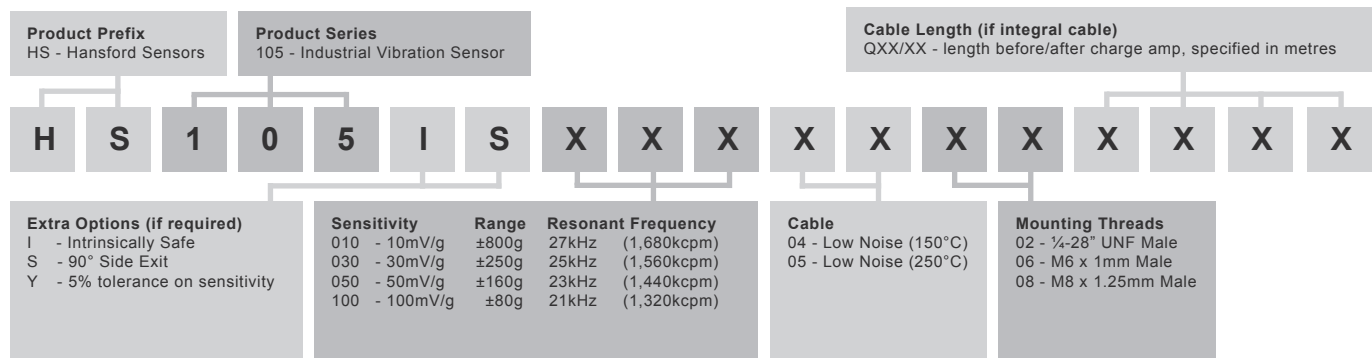 Product Prefix
HS - Hansford Sensors
Product Series
105 - Industrial Vibration Sensor
Cable Length (if integral cable)
QXX/XX - length before/after charge amp, specified in metres
H S 1 0 5 I S X X X X X X X X X X X
Extra Options (if required)
I - Intrinsically Safe
S - 90° Side Exit
Y - 5% tolerance on sensitivity
Sensitivity Range Resonant Frequency
010 - 10mV/g ±800g 27kHz (1,680kcpm)
030 - 30mV/g ±250g 25kHz (1,560kcpm)
050 - 50mV/g ±160g 23kHz (1,440kcpm)
100 - 100mV/g ±80g 21kHz (1,320kcpm)
Cable
04 - Low Noise (150°C)
05 - Low Noise (250°C)
Mounting Threads
02 - ¼-28” UNF Male
06 - M6 x 1mm Male
08 - M8 x 1.25mm Male